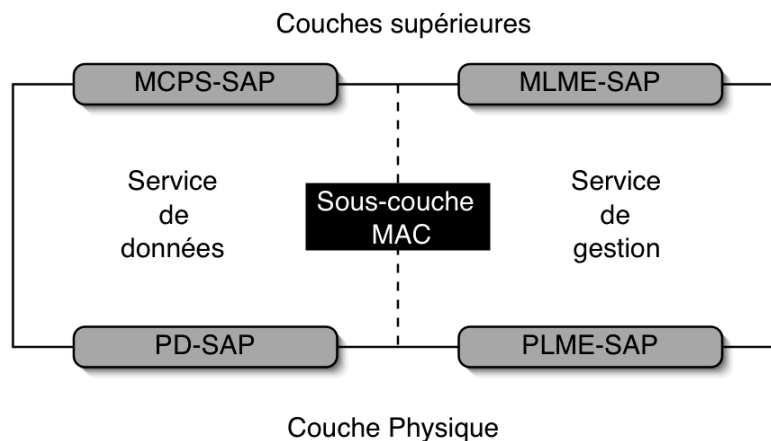 Couches supérieures
MCPS-SAP
MLME-SAP
Service
de
données
Sous-couche
MAC
Service
de
gestion
PD-SAP
PLME-SAP
Couche Physique